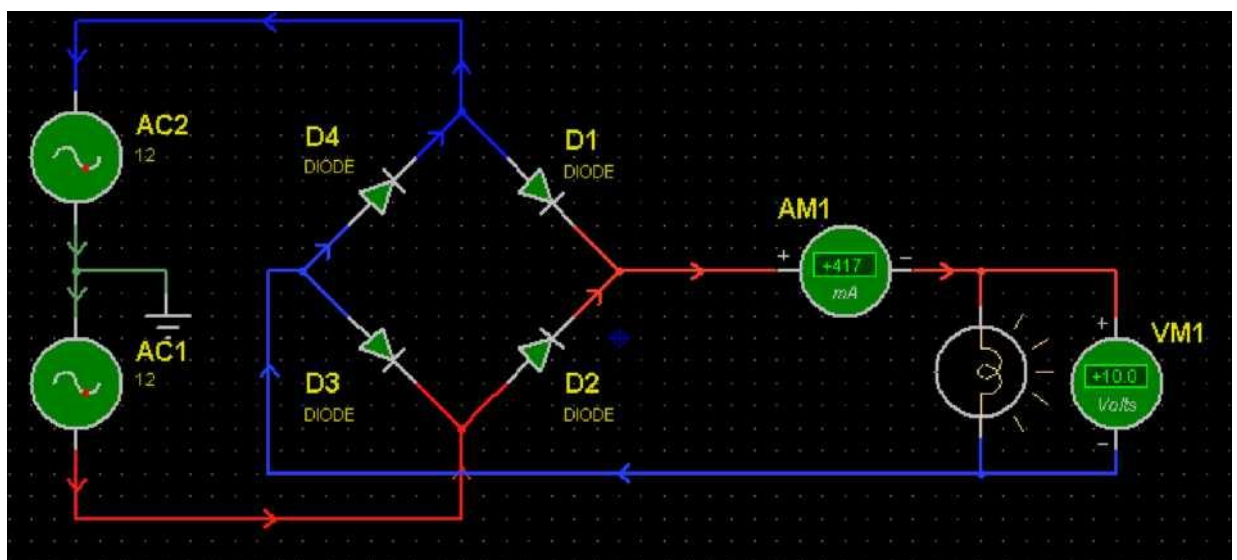 AC2
12
D4
DIODE
D1
DIODE
AM1
+ -
+417
mA
AC1
12
D3
DIODE
D2
DIODE
VM1
+
+10.0
Volts
-